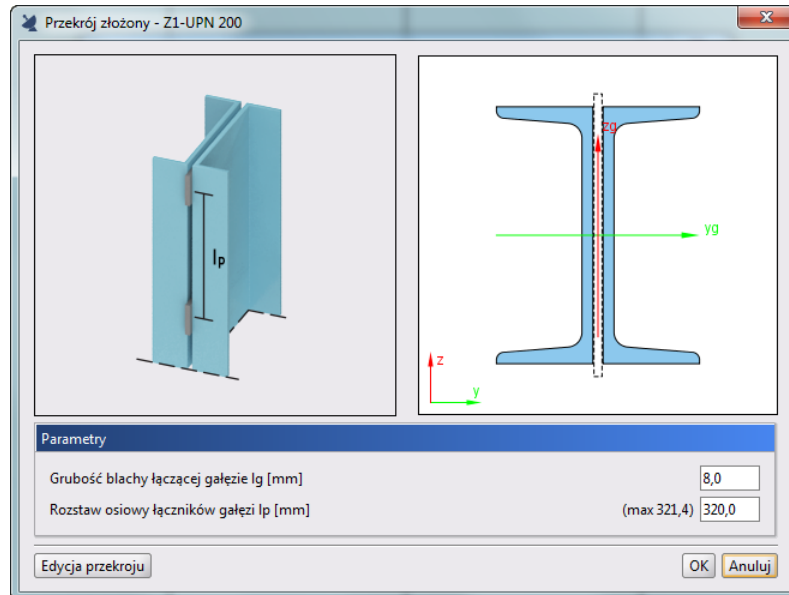 Przekrój złożony - Z1-UPN 200
lp
zg
yg
z
y
Parametry
Grubość blachy łączącej gałęzie lg [mm] 8,0
Rozstaw osiowy łączników gałęzi lp [mm] (max 321,4) 320,0
Edycja przekroju OK Anuluj